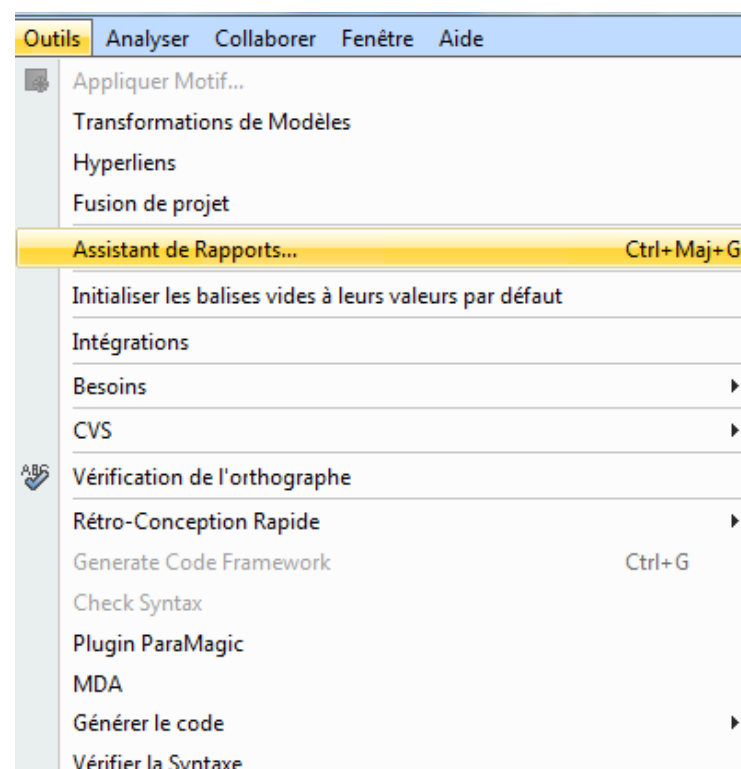 Outils Analyser Collaborer Fenêtre Aide
Appliquer Motif...
Transformations de Modèles
Hyperliens
Fusion de projet
Assistant de Rapports... Ctrl+Maj+G
Initialiser les balises vides à leurs valeurs par défaut
Intégrations
Besoins
CVS
ABC Vérification de l'orthographe
Rétro-Conception Rapide
Generate Code Framework Ctrl+G
Check Syntax
Plugin ParaMagic
MDA
Générer le code
Vérifier la Syntaxe